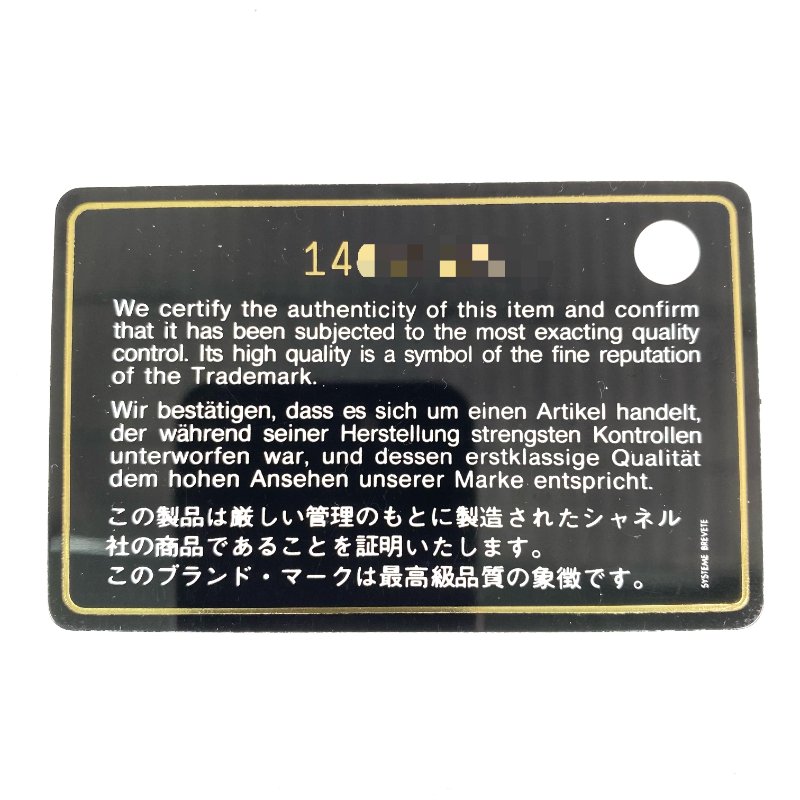 14
We certify the authenticity of this item and confirm
that it has been subjected to the most exacting quality
control. Its high quality is a symbol of the fine reputation
of the Trademark.
Wir bestätigen, dass es sich um einen Artikel handelt,
der während seiner Herstellung strengsten Kontrollen
unterworfen war, und dessen erstklassige Qualität
dem hohen Ansehen unserer Marke entspricht.
この製品は厳しい管理のもとに製造されたシャネル
社の商品であることを証明いたします。
このブランド・マークは最高級品質の象徴です。
SYSTEME BREVETE